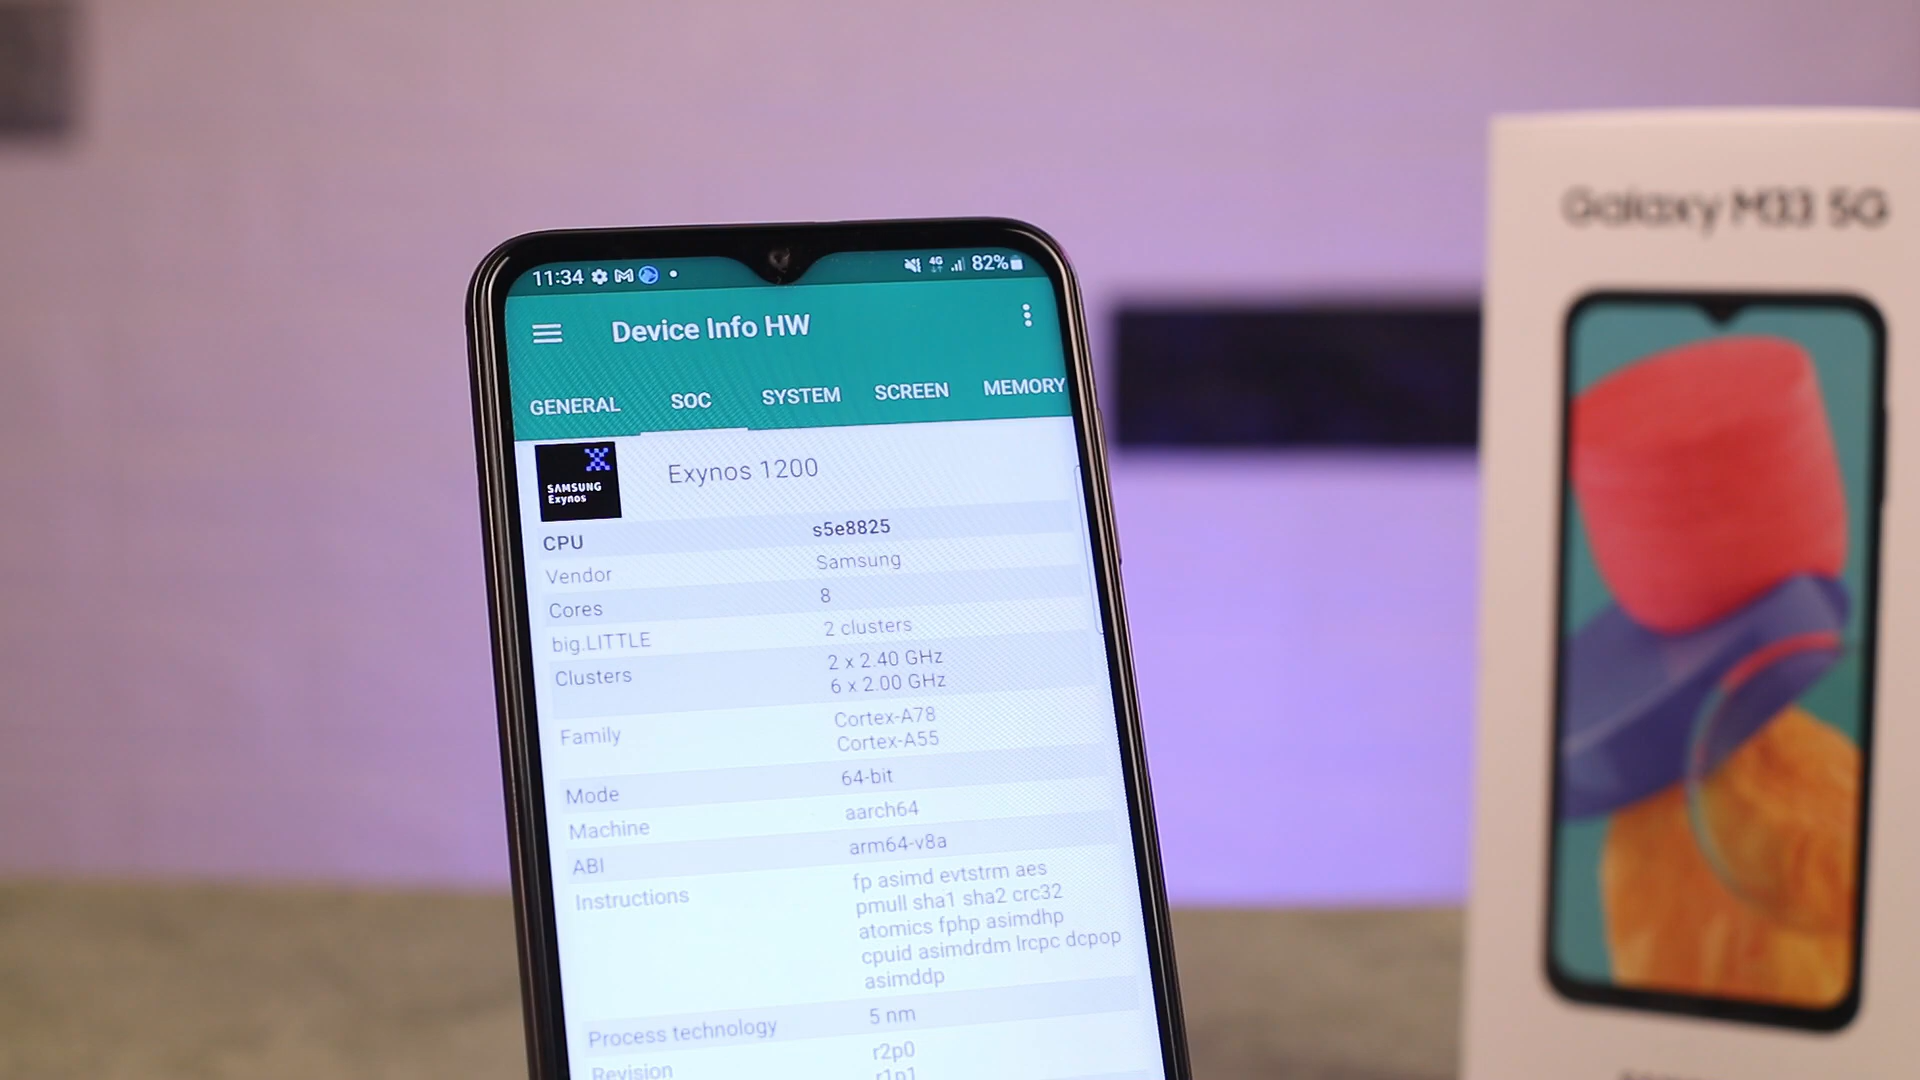 Galaxy M33 5G
11:34 4G 82%
Device Info HW
GENERAL SOC SYSTEM SCREEN MEMORY
SAMSUNG
Exynos
Exynos 1200
CPU s5e8825
Vendor Samsung
Cores 8
big.LITTLE 2 clusters
Clusters 2 x 2.40 GHz
6 x 2.00 GHz
Family Cortex-A78
Cortex-A55
Mode 64-bit
Machine aarch64
ABI arm64-v8a
Instructions fp asimd evtstrm aes
pmull sha1 sha2 crc32
atomics fphp asimdhp
cpuid asimdrdm lrcpc dcpop
asimddp
Process technology 5 nm
Revision r2p0
r1p1